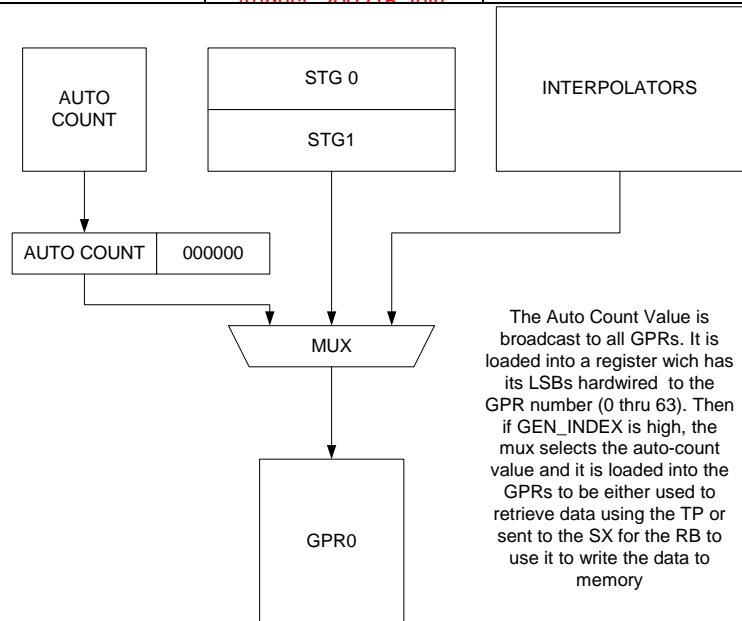 STG 0
AUTO
COUNT
INTERPOLATORS
STG1
AUTO COUNT 000000
MUX
The Auto Count Value is
broadcast to all GPRs. It is
loaded into a register wich has
its LSBs hardwired to the
GPR number (0 thru 63). Then
if GEN_INDEX is high, the
mux selects the auto-count
value and it is loaded into the
GPRs to be either used to
retrieve data using the TP or
sent to the SX for the RB to
use it to write the data to
memory
GPR0